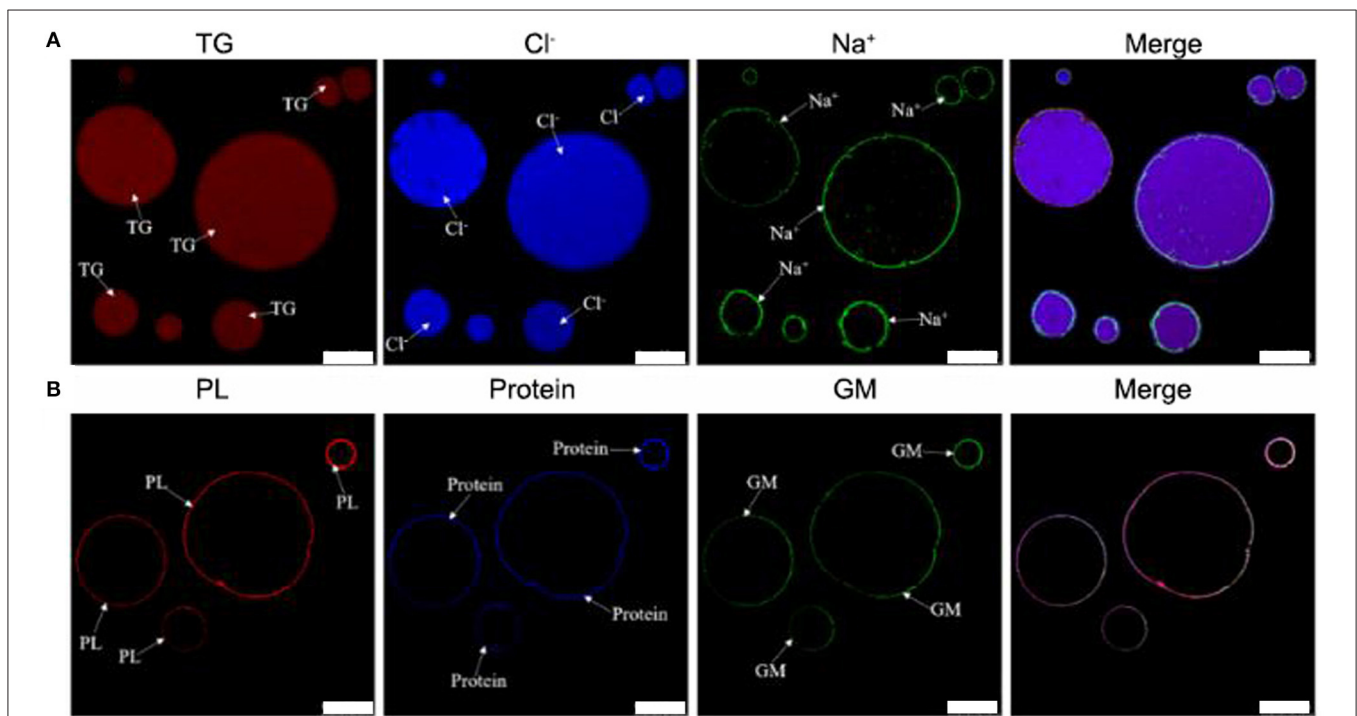 A
TG
Cl⁻
Na⁺
Merge
TG
TG
TG
TG
TG
Cl⁻
Cl⁻
Cl⁻
Cl⁻
Cl⁻
Na⁺
Na⁺
Na⁺
Na⁺
Na⁺
B
PL
Protein
GM
Merge
PL
PL
PL
PL
Protein
Protein
Protein
Protein
GM
GM
GM
GM